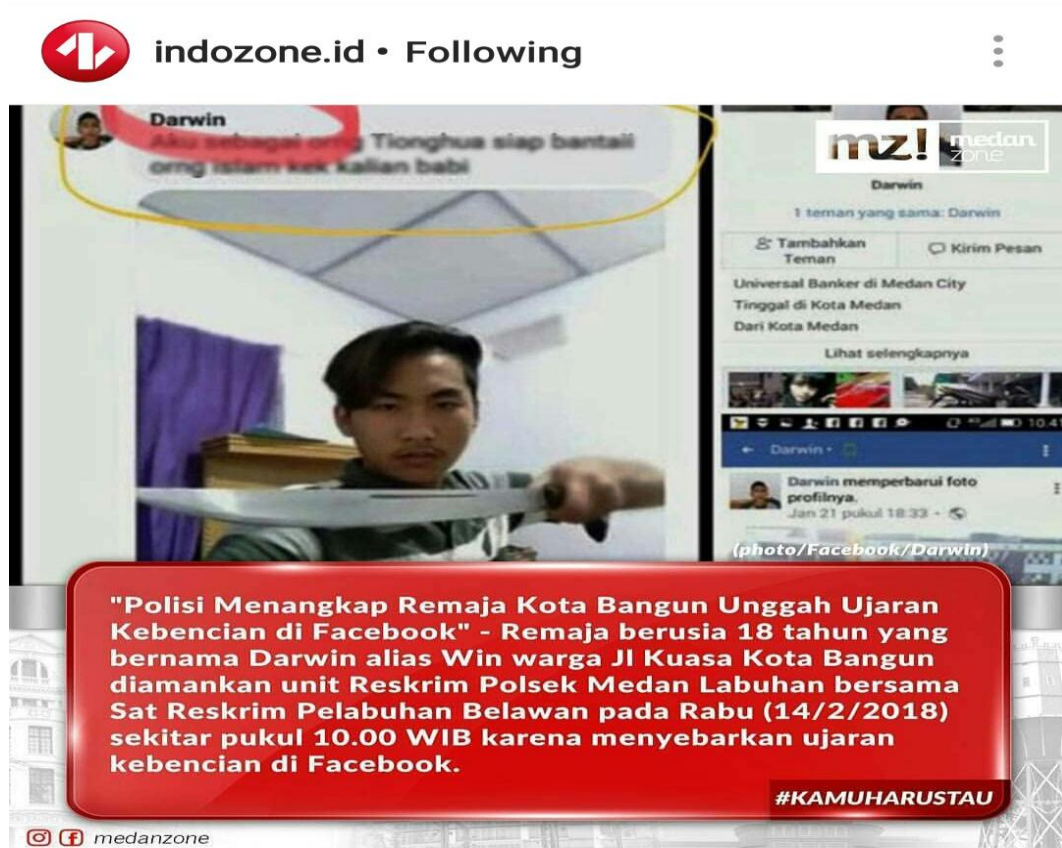 indozone.id • Following
Darwin
Aku sebagai orng Tionghua siap bantaii
orng islam kek kalian babi
mz! medan
zone
Darwin
1 teman yang sama: Darwin
Tambahkan
Teman
Kirim Pesan
Universal Banker di Medan City
Tinggal di Kota Medan
Dari Kota Medan
Lihat selengkapnya
10.41
Darwin
Darwin memperbarui foto
profilnya.
Jan 21 pukul 18.33
(photo/Facebook/Darwin)
"Polisi Menangkap Remaja Kota Bangun Unggah Ujaran
Kebencian di Facebook" - Remaja berusia 18 tahun yang
bernama Darwin alias Win warga Jl Kuasa Kota Bangun
diamankan unit Reskrim Polsek Medan Labuhan bersama
Sat Reskrim Pelabuhan Belawan pada Rabu (14/2/2018)
sekitar pukul 10.00 WIB karena menyebarkan ujaran
kebencian di Facebook.
#KAMUHARUSTAU
medanzone